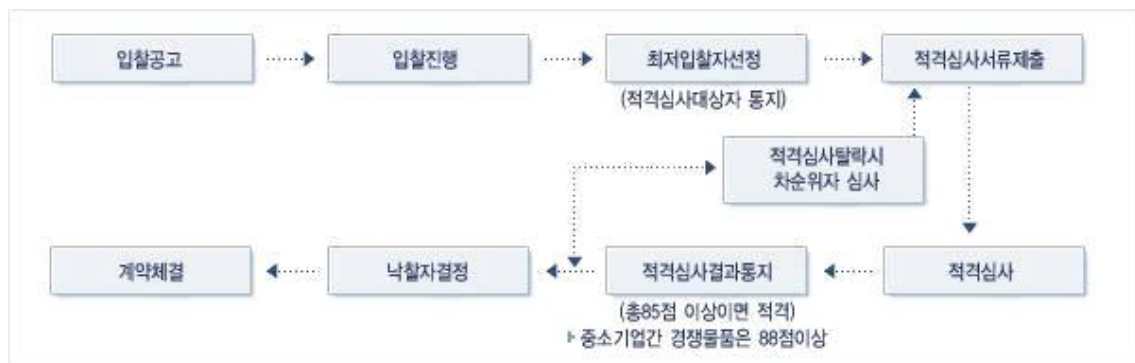 입찰공고
입찰진행
최저입찰자선정
(적격심사대상자 통지)
적격심사서류제출
적격심사탈락시
차순위자 심사
적격심사
적격심사결과통지
(총85점 이상이면 적격)
▶ 중소기업간 경쟁물품은 88점이상
낙찰자결정
계약체결